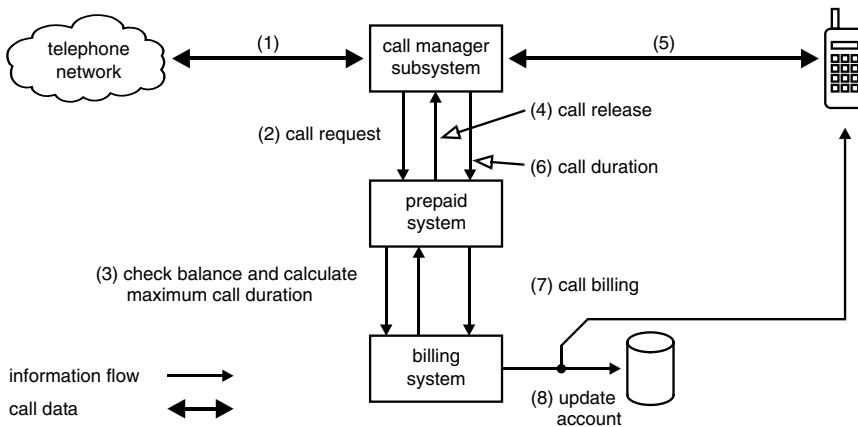 telephone
network
(1)
call manager
subsystem
(5)
(2) call request
(4) call release
(6) call duration
prepaid
system
(3) check balance and calculate
maximum call duration
(7) call billing
billing
system
(8) update
account
information flow
call data